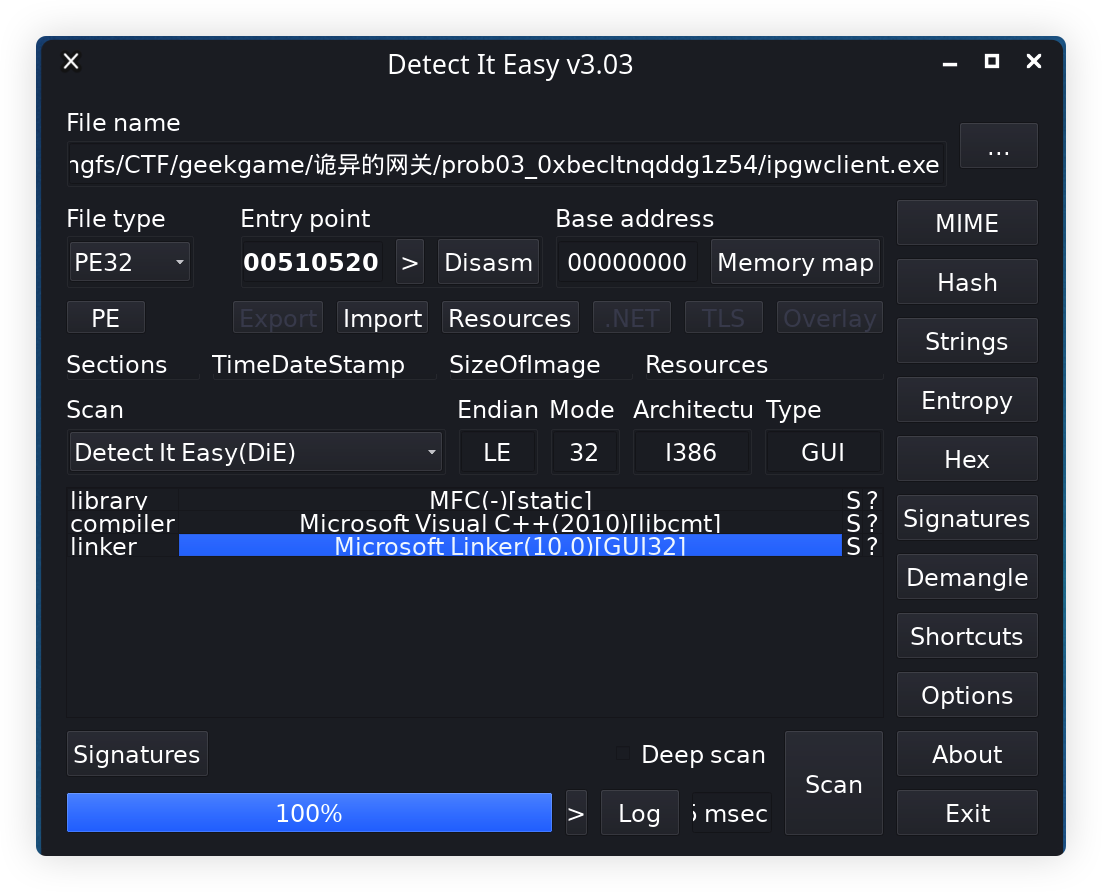 Detect It Easy v3.03
File name
ngfs/CTF/geekgame/诡异的网关/prob03_0xbecltnqddg1z54/ipgwclient.exe ...
File type Entry point Base address
PE32 00510520 > Disasm 00000000 Memory map MIME
PE Export Import Resources .NET TLS Overlay Hash
Sections TimeDateStamp SizeOfImage Resources Strings
Scan Endian Mode Architectu Type Entropy
Detect It Easy(DiE) LE 32 I386 GUI Hex
library MFC(-)[static] S ?
compiler Microsoft Visual C++(2010)[libcmt] S ?
linker Microsoft Linker(10.0)[GUI32] S ?
Signatures
Demangle
Shortcuts
Options
Signatures Deep scan Scan About
100% > Log msec Exit